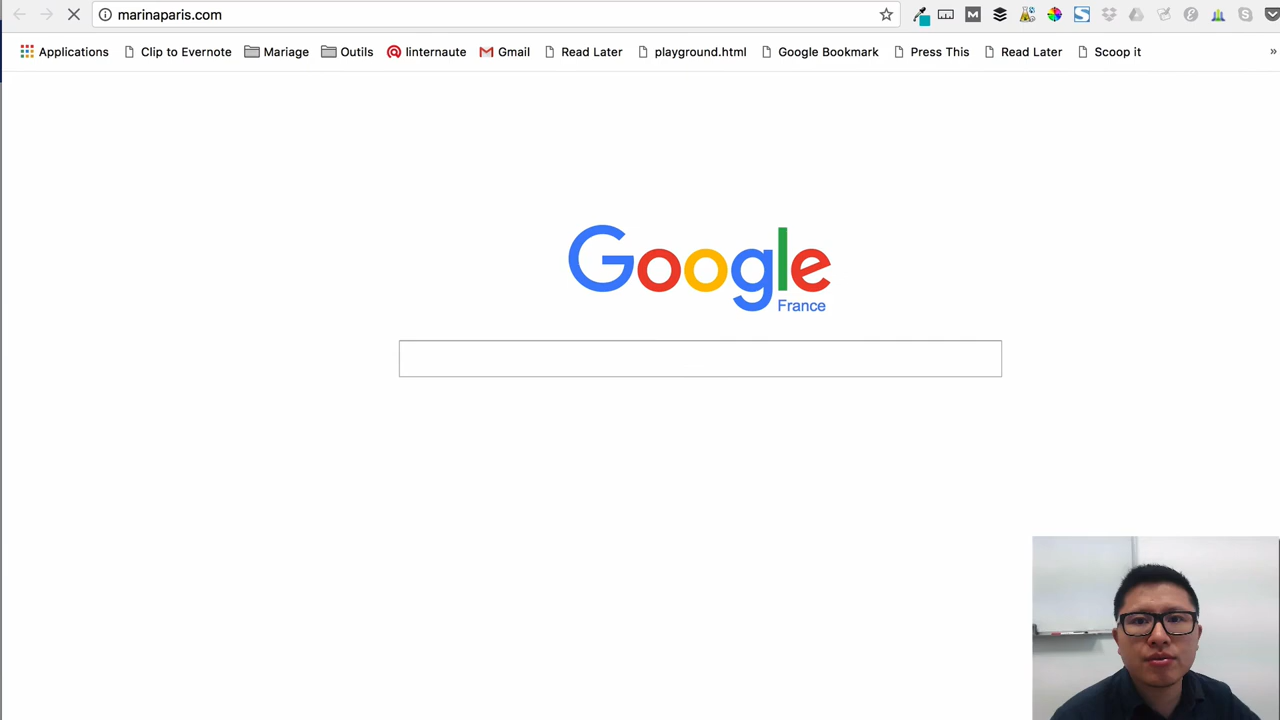 marinaparis.com
Applications Clip to Evernote Mariage Outils linternaute Gmail Read Later playground.html Google Bookmark Press This Read Later Scoop it »
Google
France